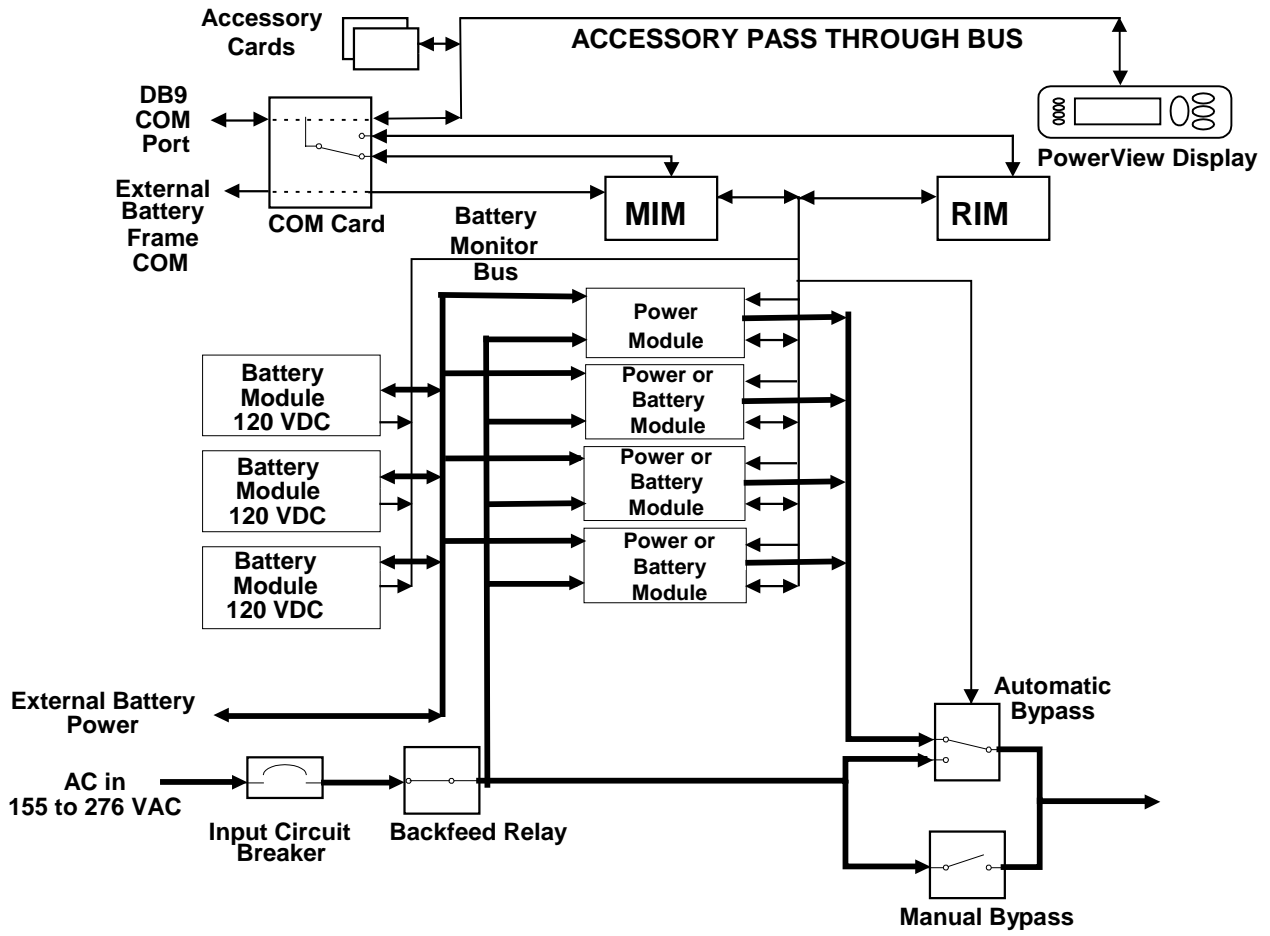 Accessory
Cards
ACCESSORY PASS THROUGH BUS
DB9
COM
Port
PowerView Display
External
Battery
Frame
COM
COM Card
MIM
RIM
Battery
Monitor
Bus
Power
Module
Battery
Module
120 VDC
Power or
Battery
Module
Battery
Module
120 VDC
Power or
Battery
Module
Battery
Module
120 VDC
Power or
Battery
Module
External Battery
Power
Automatic
Bypass
AC in
155 to 276 VAC
Input Circuit
Breaker
Backfeed Relay
Manual Bypass